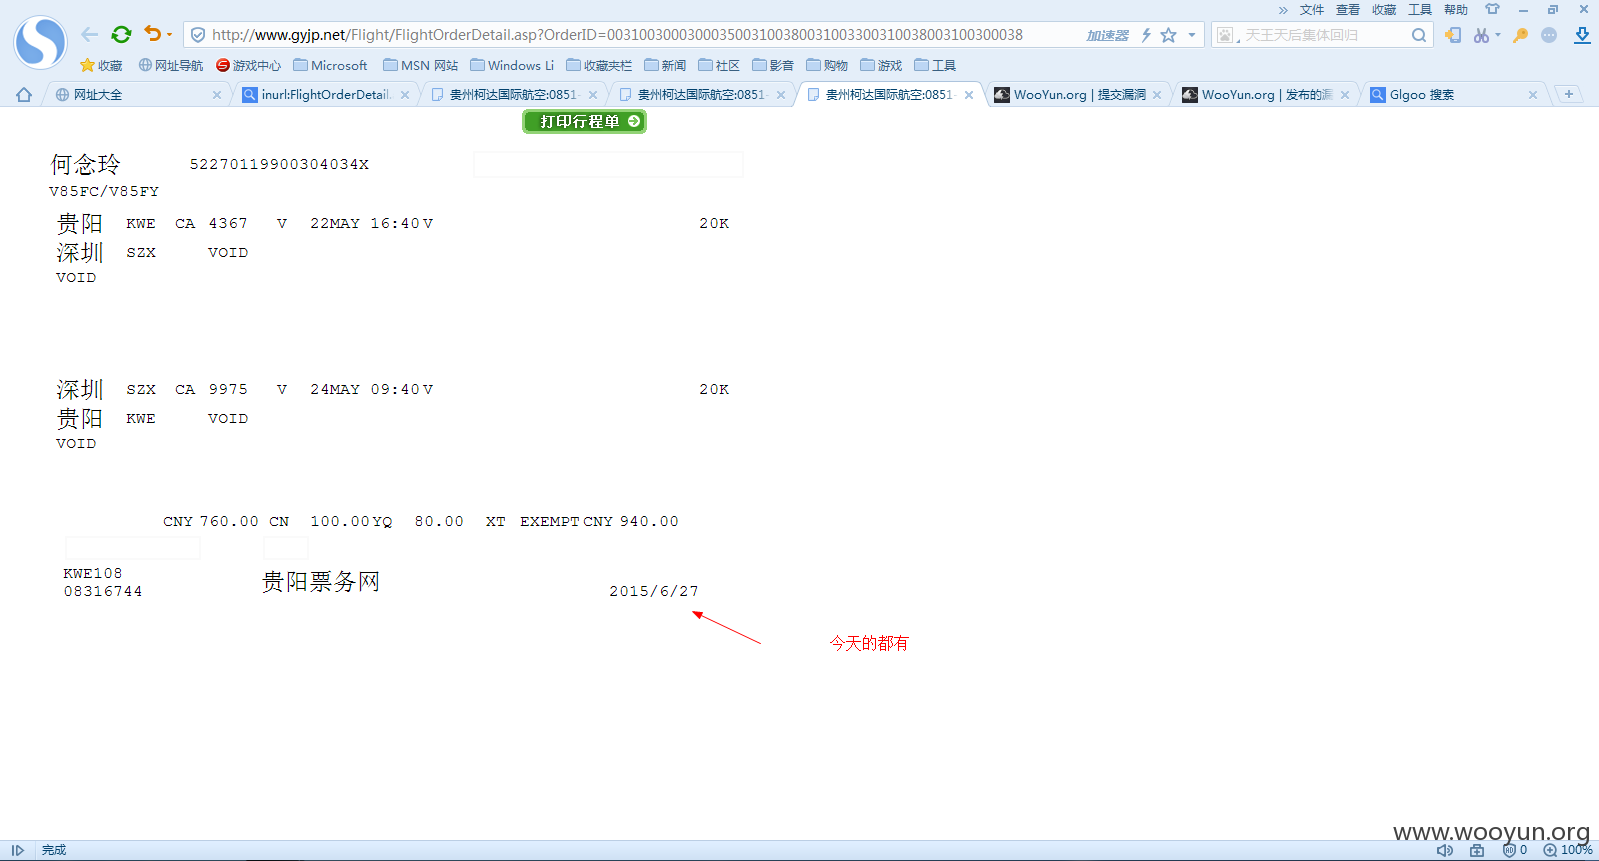 » 文件 查看 收藏 工具 帮助
http://www.gyjp.net/Flight/FlightOrderDetail.asp?OrderID=003100300030003500310038003100330031003800310030003​8 加速器 天王天后集体回归
收藏 网址导航 游戏中心 Microsoft MSN 网站 Windows Li 收藏夹栏 新闻 社区 影音 购物 游戏 工具
网址大全 inurl:FlightOrderDetail. 贵州柯达国际航空;0851- 贵州柯达国际航空;0851- 贵州柯达国际航空;0851- WooYun.org | 提交漏洞 WooYun.org | 发布的漏 Glgoo 搜索
打印行程单
何念玲 52270119900304034X
V85FC/V85FY
贵阳 KWE CA 4367 V 22MAY 16:40 V 20K
深圳 SZX VOID
VOID
深圳 SZX CA 9975 V 24MAY 09:40 V 20K
贵阳 KWE VOID
VOID
CNY 760.00 CN 100.00 YQ 80.00 XT EXEMPT CNY 940.00
KWE108
08316744 贵阳票务网 2015/6/27
今天的都有
www.wooyun.org
完成 0 100%